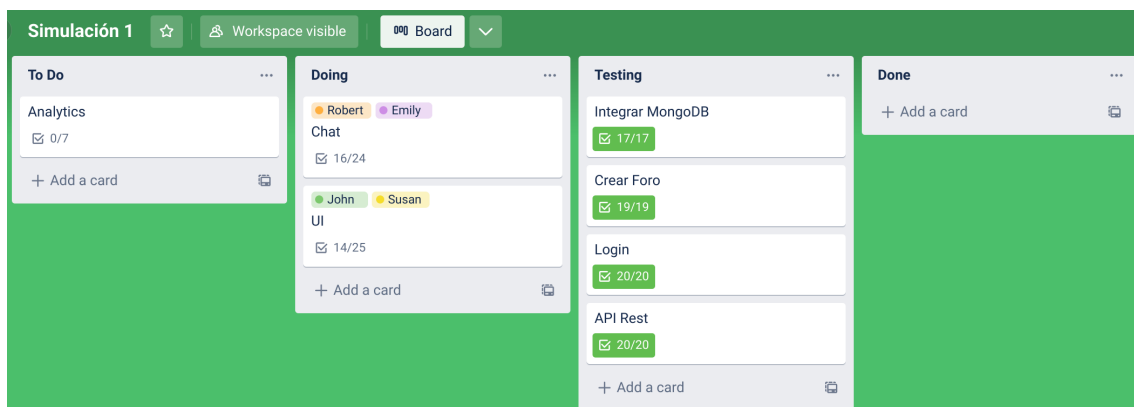 Simulación 1
Workspace visible
Board
To Do
Analytics
0/7
+ Add a card
Doing
Robert
Emily
Chat
16/24
John
Susan
UI
14/25
+ Add a card
Testing
Integrar MongoDB
17/17
Crear Foro
19/19
Login
20/20
API Rest
20/20
+ Add a card
Done
+ Add a card